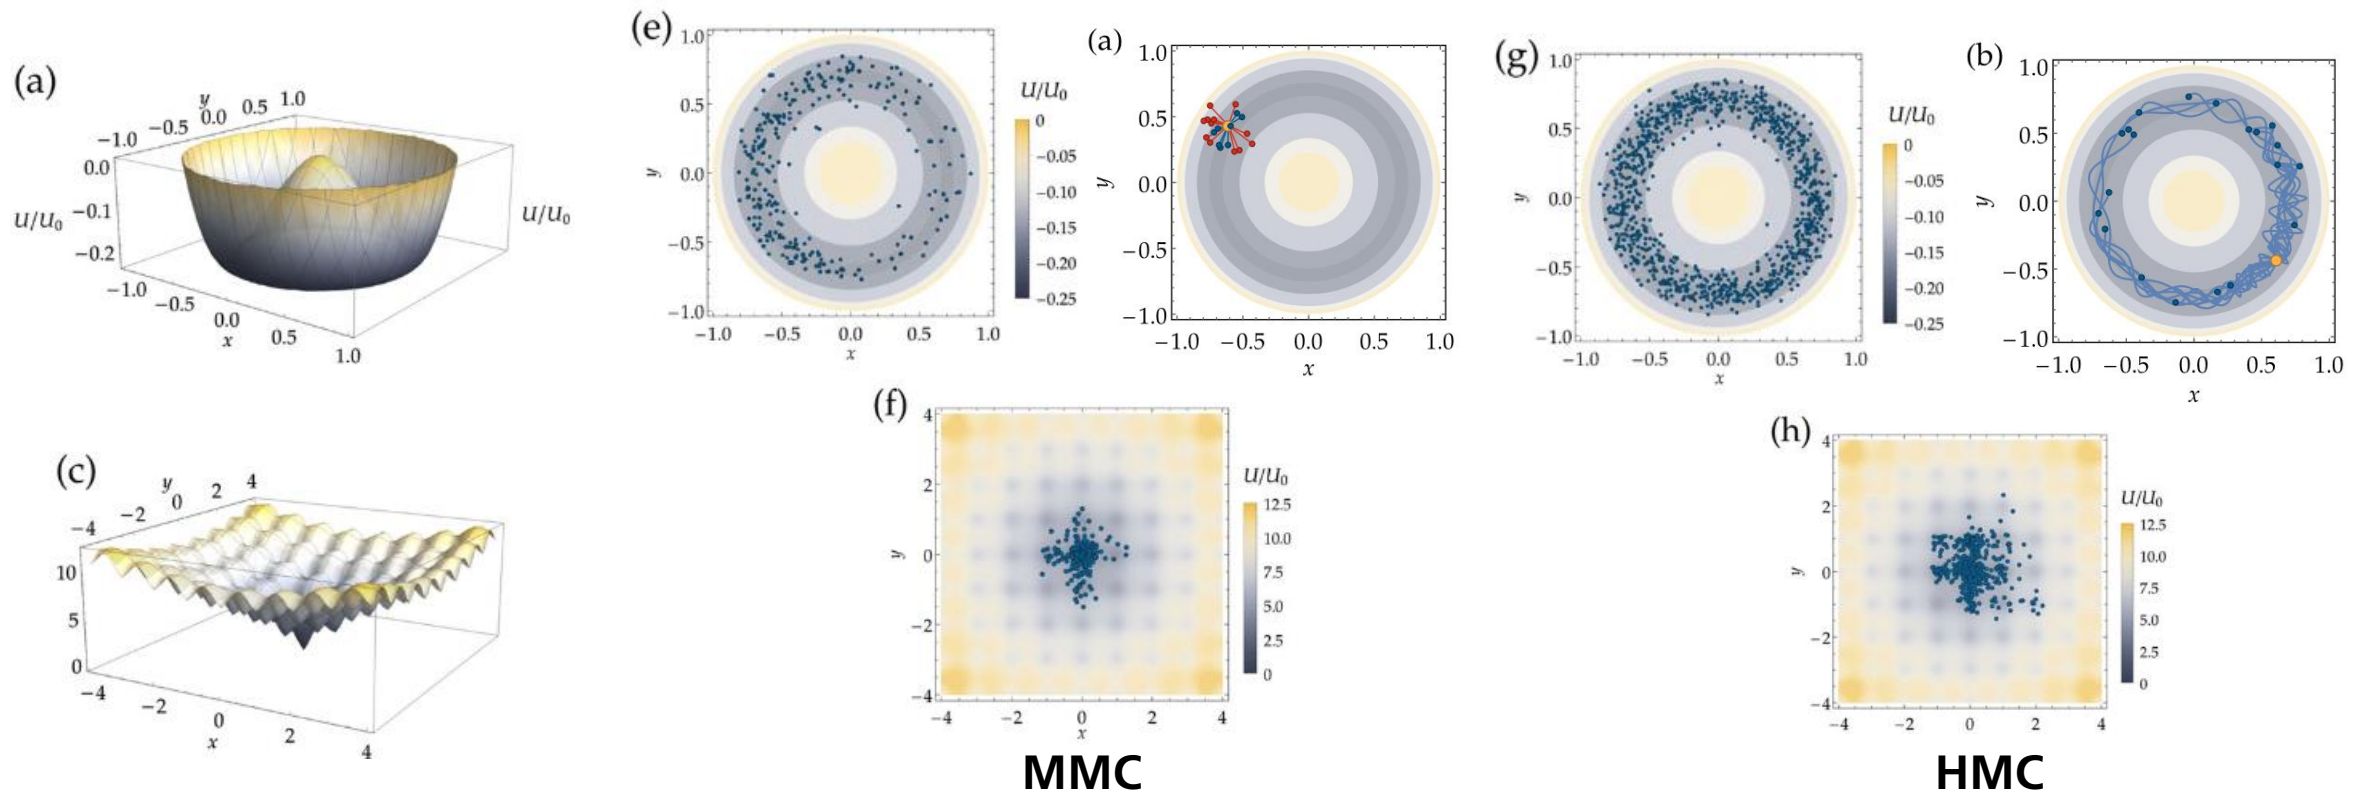 (a)
y
-1.0 -0.5 0.0 0.5 1.0
0.0
-0.1
-0.2
U/U0
U/U0
-1.0 -0.5 0.0 0.5 1.0
x
(e)
1.0
0.5
0.0
-0.5
-1.0
y
-1.0 -0.5 0.0 0.5 1.0
x
U/U0
0
-0.05
-0.10
-0.15
-0.20
-0.25
(a)
1.0
0.5
0.0
-0.5
-1.0
y
-1.0 -0.5 0.0 0.5 1.0
x
(g)
1.0
0.5
0.0
-0.5
-1.0
y
-1.0 -0.5 0.0 0.5 1.0
x
U/U0
0
-0.05
-0.10
-0.15
-0.20
-0.25
(b)
1.0
0.5
0.0
-0.5
-1.0
y
-1.0 -0.5 0.0 0.5 1.0
x
(c)
y
-4 -2 0 2 4
10
5
0
-4 -2 0 2 4
x
(f)
4
2
0
-2
-4
y
-4 -2 0 2 4
x
U/U0
12.5
10.0
7.5
5.0
2.5
0
(h)
4
2
0
-2
-4
y
-4 -2 0 2 4
U/U0
12.5
10.0
7.5
5.0
2.5
0
MMC
HMC